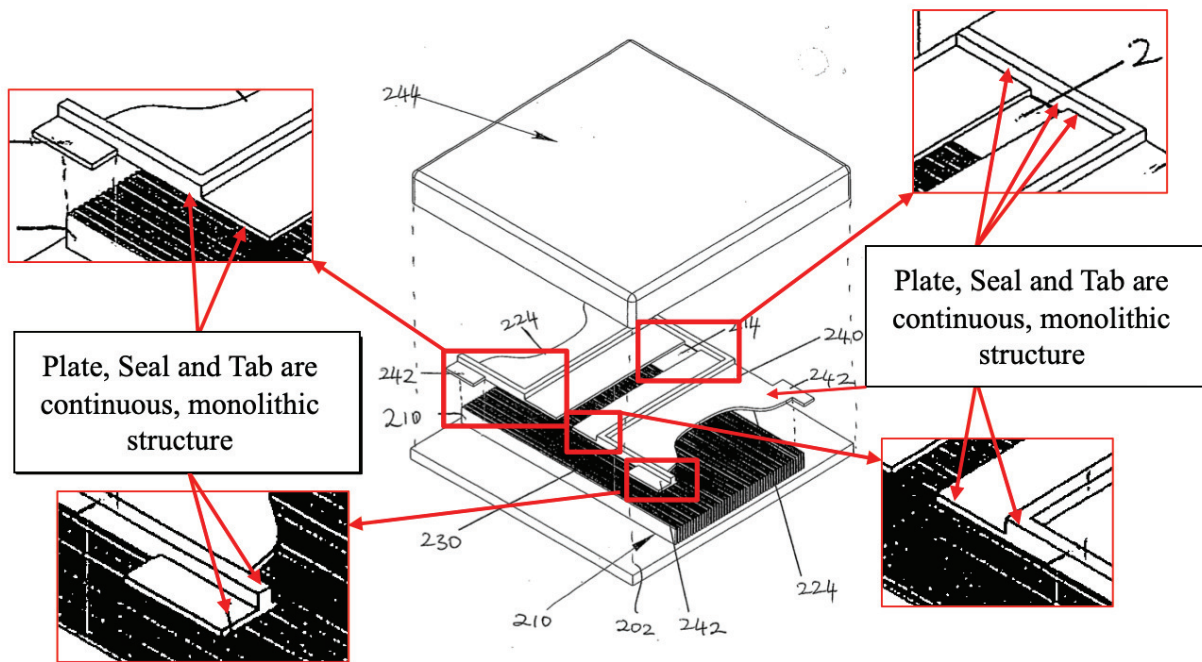 2
244
Plate, Seal and Tab are
continuous, monolithic
structure
224
214
240
242
242
210
Plate, Seal and Tab are
continuous, monolithic
structure
230
224
210
202
242